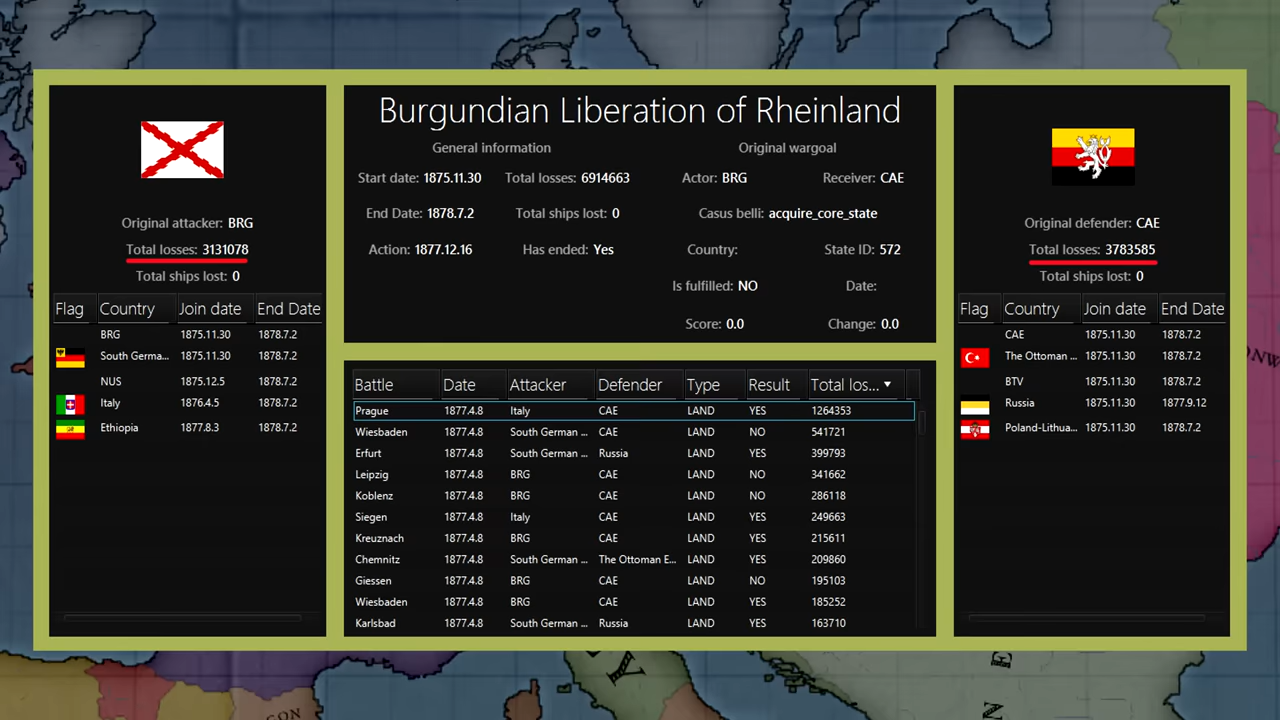 Burgundian Liberation of Rheinland
General information
Original wargoal
Start date: 1875.11.30
Total losses: 6914663
Actor: BRG
Receiver: CAE
End Date: 1878.7.2
Total ships lost: 0
Casus belli: acquire_core_state
Action: 1877.12.16
Has ended: Yes
Country:
State ID: 572
Is fulfilled: NO
Date:
Score: 0.0
Change: 0.0
Original attacker: BRG
Total losses: 3131078
Total ships lost: 0
Flag Country Join date End Date
BRG 1875.11.30 1878.7.2
South Germa... 1875.11.30 1878.7.2
NUS 1875.12.5 1878.7.2
Italy 1876.4.5 1878.7.2
Ethiopia 1877.8.3 1878.7.2
Battle Date Attacker Defender Type Result Total los...
Prague 1877.4.8 Italy CAE LAND YES 1264353
Wiesbaden 1877.4.8 South German ... CAE LAND NO 541721
Erfurt 1877.4.8 South German ... Russia LAND YES 399793
Leipzig 1877.4.8 BRG CAE LAND NO 341662
Koblenz 1877.4.8 BRG CAE LAND NO 286118
Siegen 1877.4.8 Italy CAE LAND YES 249663
Kreuznach 1877.4.8 BRG CAE LAND YES 215611
Chemnitz 1877.4.8 South German ... The Ottoman E... LAND YES 209860
Giessen 1877.4.8 BRG CAE LAND NO 195103
Wiesbaden 1877.4.8 BRG CAE LAND YES 185252
Karlsbad 1877.4.8 South German ... Russia LAND YES 163710
Original defender: CAE
Total losses: 3783585
Total ships lost: 0
Flag Country Join date End Date
CAE 1875.11.30 1878.7.2
The Ottoman ... 1875.11.30 1878.7.2
BTV 1875.11.30 1878.7.2
Russia 1875.11.30 1877.9.12
Poland-Lithua... 1875.11.30 1878.7.2